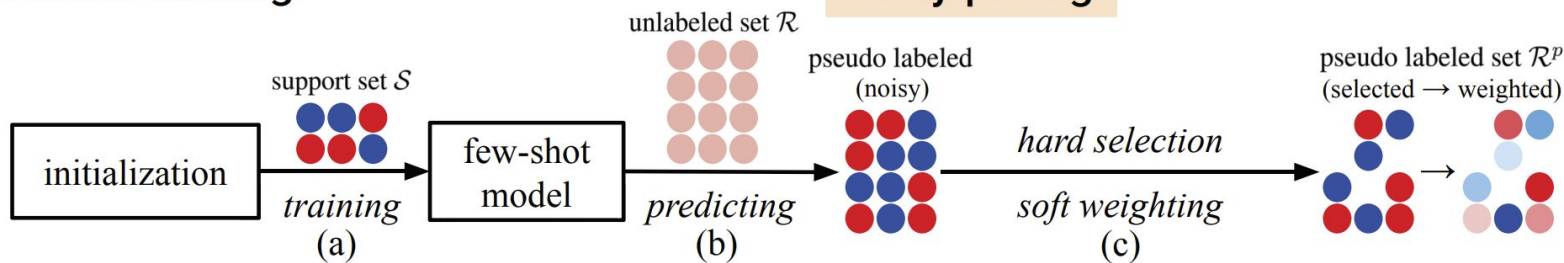 unlabeled set R
support set S
pseudo labeled
(noisy)
pseudo labeled set Rᵖ
(selected → weighted)
initialization
few-shot
model
hard selection
training
predicting
soft weighting
(a)
(b)
(c)